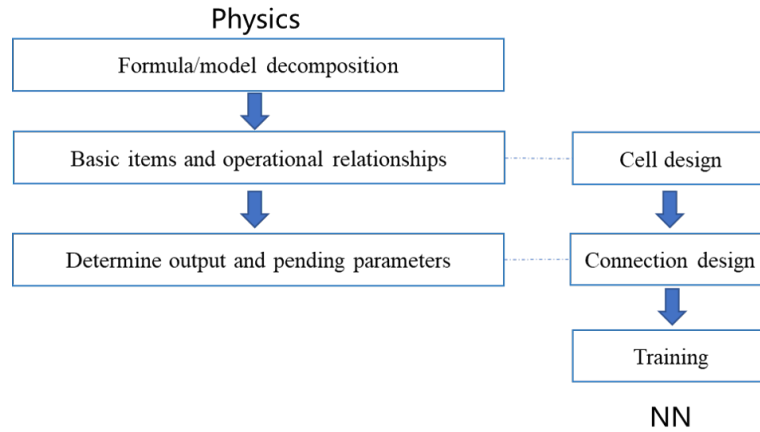 Physics
Formula/model decomposition
Basic items and operational relationships
Cell design
Determine output and pending parameters
Connection design
Training
NN